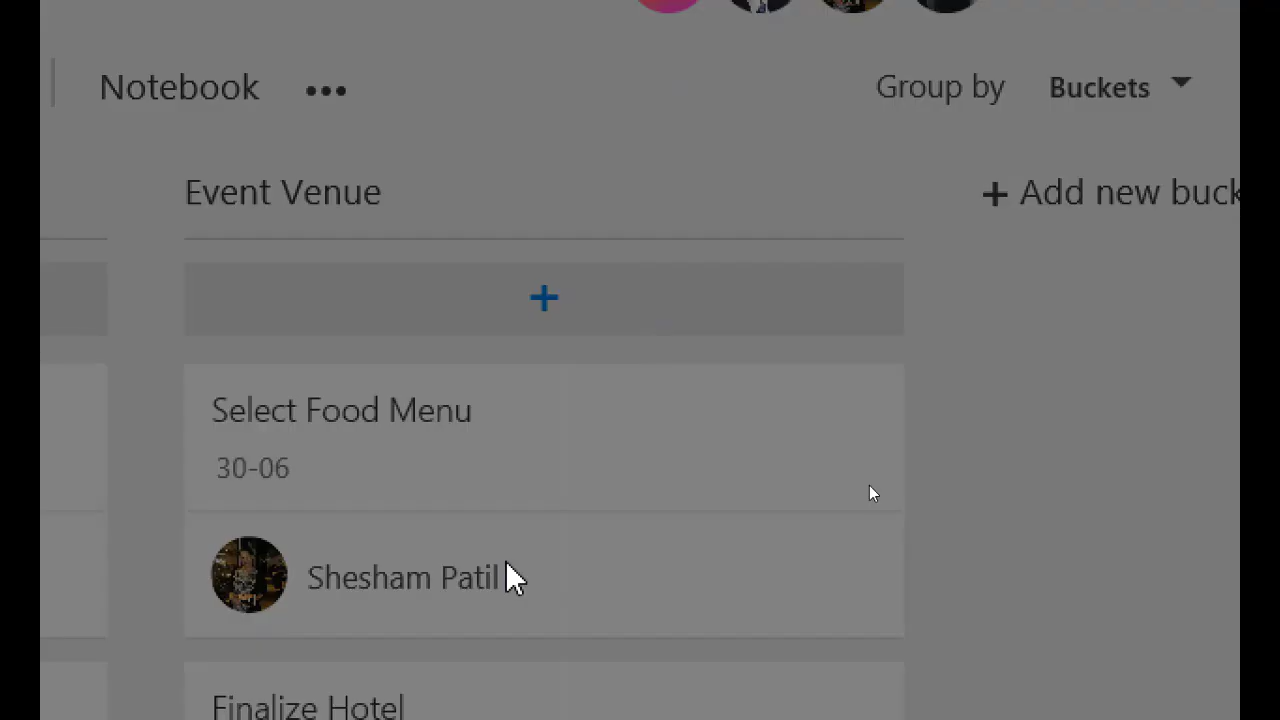 Notebook ••• Group by Buckets
Event Venue + Add new buck
+
Select Food Menu
30-06
Shesham Patil
Finalize Hotel